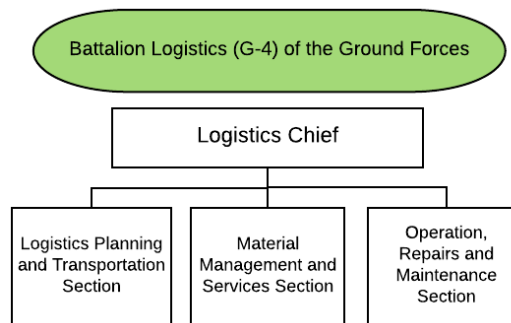 Battalion Logistics (G-4) of the Ground Forces
Logistics Chief
Logistics Planning
and Transportation
Section
Material
Management and
Services Section
Operation,
Repairs and
Maintenance
Section